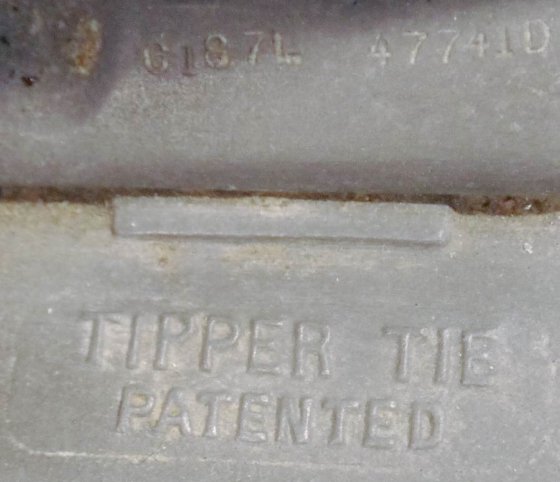 C187L 47741D
TIPPER TIE
PATENTED